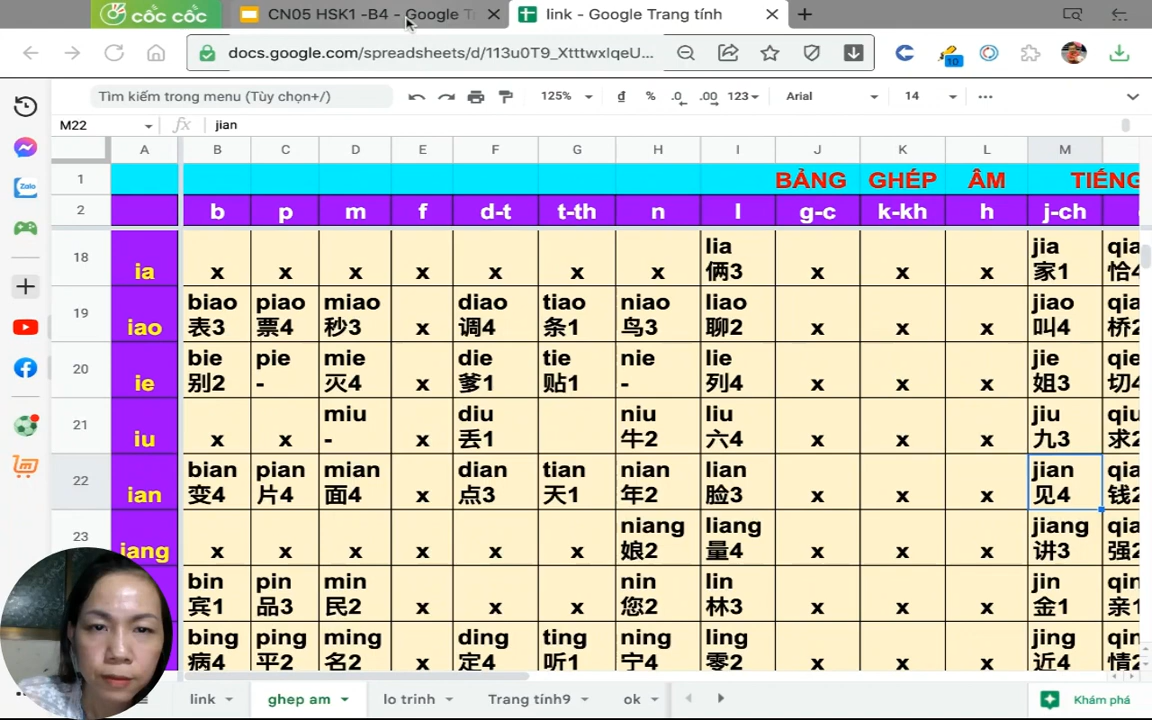 cốc cốc CN05 HSK1 -B4 - Google Tr link - Google Trang tính
docs.google.com/spreadsheets/d/113u0T9_XtttwxlqeU...
Tìm kiếm trong menu (Tùy chọn+/) 125% đ % .0 .00 123 Arial 14
M22 fx jian
A B C D E F G H I J K L M
1 BẢNG GHÉP ÂM TIẾNG
2 b p m f d-t t-th n l g-c k-kh h j-ch
18 ia x x x x x x x lia 俩3 x x x jia 家1 qia 恰4
19 iao biao 表3 piao 票4 miao 秒3 x diao 调4 tiao 条1 niao 鸟3 liao 聊2 x x x jiao 叫4 qia 桥2
20 ie bie 别2 pie - mie 灭4 x die 爹1 tie 贴1 nie - lie 列4 x x x jie 姐3 qie 切4
21 iu x x miu - x diu 丢1 niu 牛2 liu 六4 x x x jiu 九3 qiu 求2
22 ian bian 变4 pian 片4 mian 面4 x dian 点3 tian 天1 nian 年2 lian 脸3 x x x jian 见4 qia 钱2
23 iang x x x x x x niang 娘2 liang 量4 x x x jiang 讲3 qia 强2
bin 宾1 pin 品3 min 民2 x x x nin 您2 lin 林3 x x x jin 金1 qin 亲1
bing 病4 ping 平2 ming 名2 x ding 定4 ting 听1 ning 宁4 ling 零2 x x x jing 近4 qin 情2
link ghep am lo trinh Trang tính9 ok Khám phá
Zalo
10